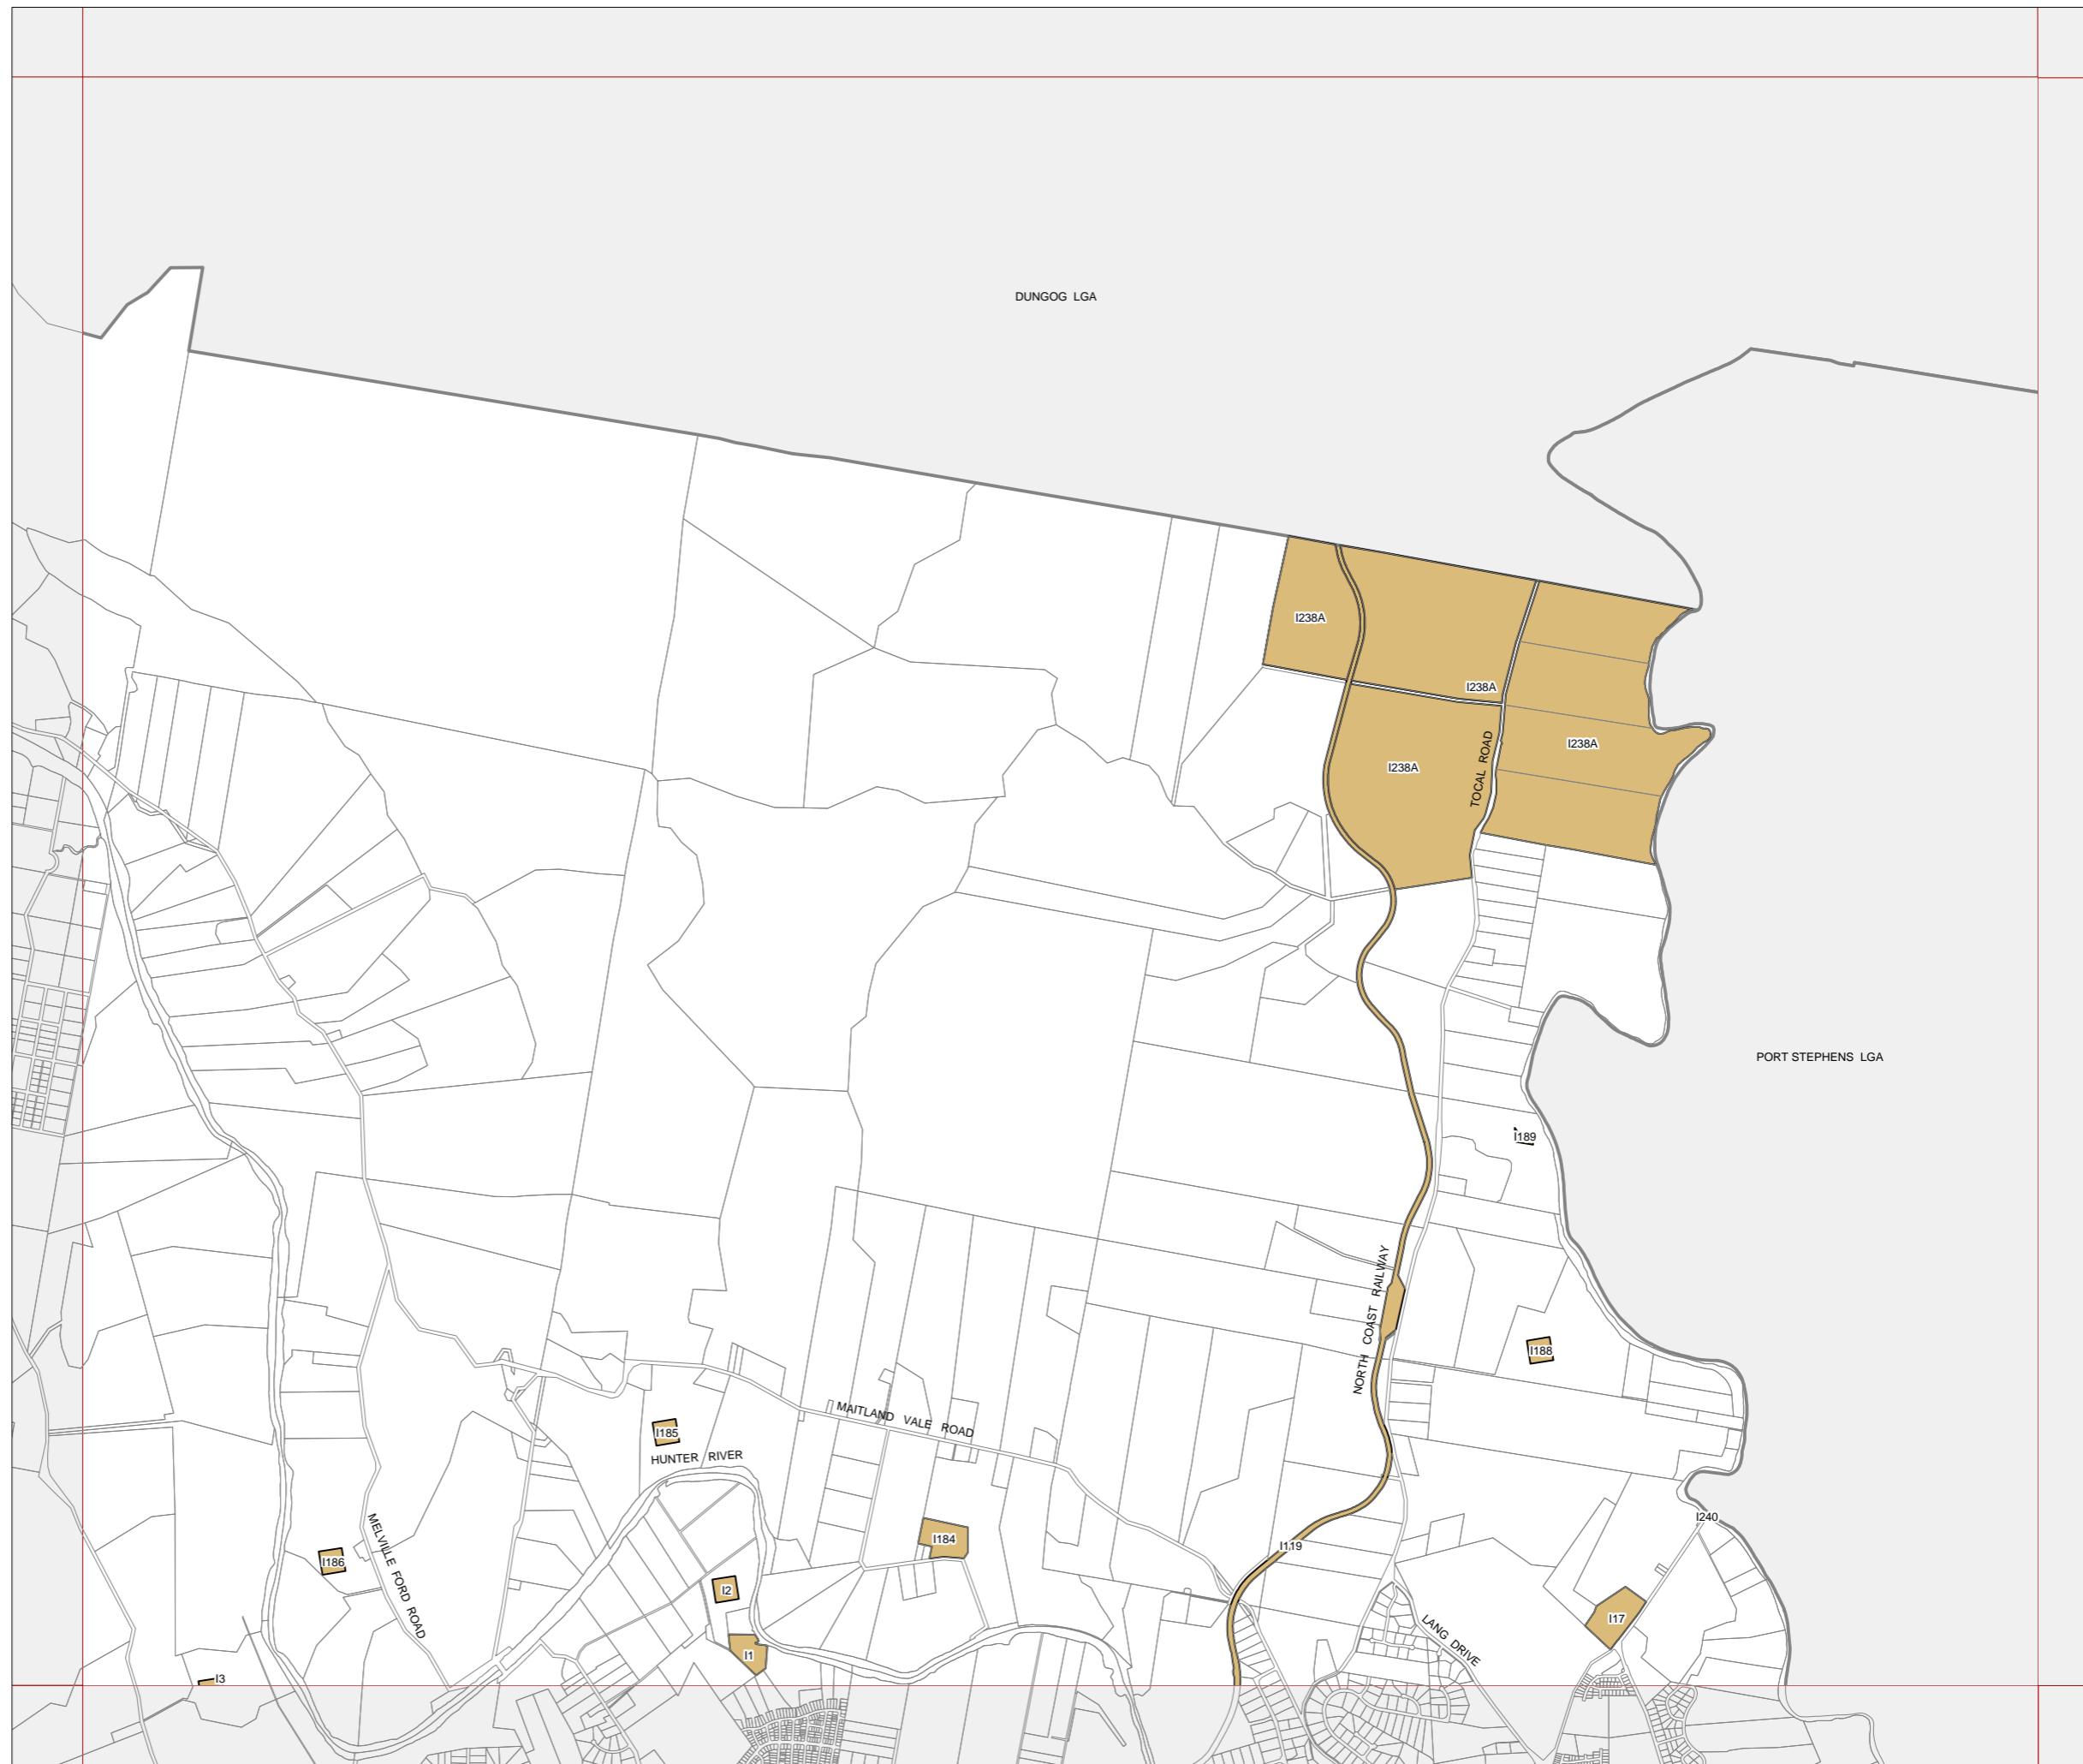 DUNGOG LGA
I238A
I238A
TOCAL ROAD
I238A
I238A
PORT STEPHENS LGA
I189
NORTH COAST RAILWAY
I188
MAITLAND VALE ROAD
I185
HUNTER RIVER
I240
MELVILLE FORD ROAD
I184
I119
I186
I2
I17
LANG DRIVE
I1
I3